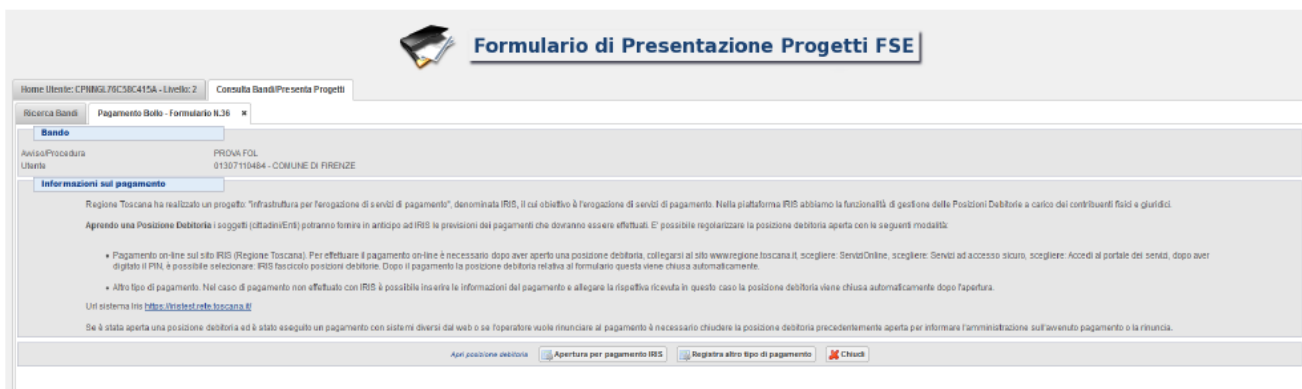 Formulario di Presentazione Progetti FSE
Home Utente: CPNNGL76C58C415A - Livello: 2 Consulta Bandi/Presenta Progetti
Ricerca Bandi Pagamento Bollo - Formulario N.36
Bando
Avviso/Procedura PROVA FOL
Utente 01307110484 - COMUNE DI FIRENZE
Informazioni sul pagamento
Regione Toscana ha realizzato un progetto: "infrastruttura per l'erogazione di servizi di pagamento", denominata IRIS, il cui obiettivo è l'erogazione di servizi di pagamento. Nella piattaforma IRIS abbiamo la funzionalità di gestione delle Posizioni Debitorie a carico dei contribuenti fisici e giuridici.
Aprendo una Posizione Debitoria i soggetti (cittadini/Enti) potranno fornire in anticipo ad IRIS le previsioni dei pagamenti che dovranno essere effettuati. E' possibile regolarizzare la posizione debitoria aperta con le seguenti modalità:
• Pagamento on-line sul sito IRIS (Regione Toscana). Per effettuare il pagamento on-line è necessario dopo aver aperto una posizione debitoria, collegarsi al sito www.regione.toscana.it, scegliere: ServiziOnline, scegliere: Servizi ad accesso sicuro, scegliere: Accedi al portale dei servizi, dopo aver
digitato il PIN, è possibile selezionare: IRIS fascicolo posizioni debitorie. Dopo il pagamento la posizione debitoria relativa al formulario questa viene chiusa automaticamente.
• Altro tipo di pagamento. Nel caso di pagamento non effettuato con IRIS è possibile inserire le informazioni del pagamento e allegare la rispettiva ricevuta in questo caso la posizione debitoria viene chiusa automaticamente dopo l'apertura.
Url sistema Iris https://iristest.rete.toscana.it/
Se è stata aperta una posizione debitoria ed è stato eseguito un pagamento con sistemi diversi dal web o se l'operatore vuole rinunciare al pagamento è necessario chiudere la posizione debitoria precedentemente aperta per informare l'amministrazione sull'avvenuto pagamento o la rinuncia.
Apri posizione debitoria Apertura per pagamento IRIS Registra altro tipo di pagamento Chiudi